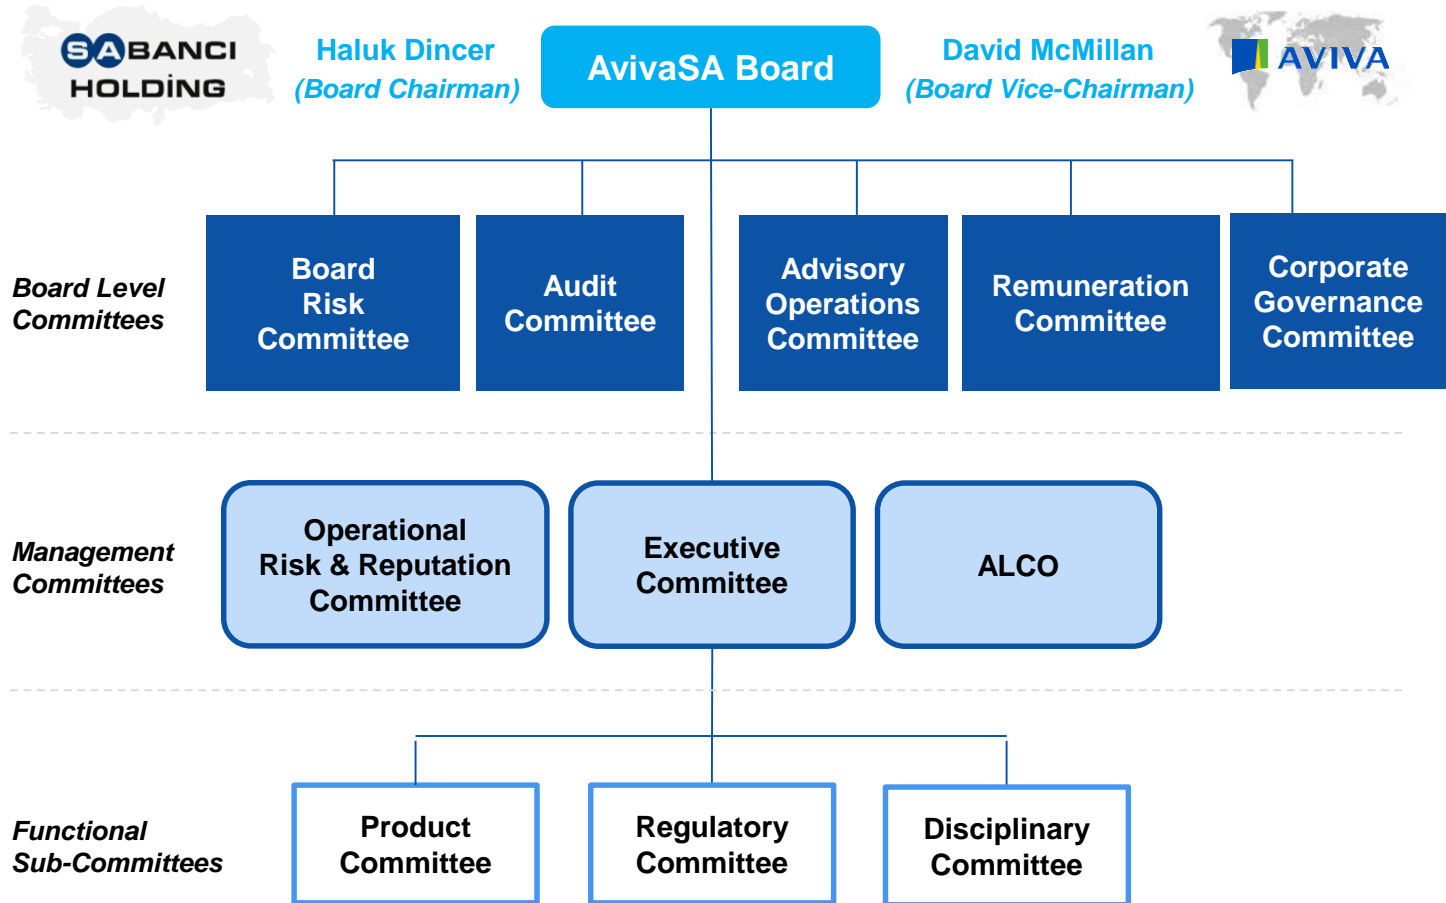 SABANCI
HOLDİNG
Haluk Dincer
(Board Chairman)
AvivaSA Board
David McMillan
(Board Vice-Chairman)
AVIVA
Board Level
Committees
Board
Risk
Committee
Audit
Committee
Advisory
Operations
Committee
Remuneration
Committee
Corporate
Governance
Committee
Management
Committees
Operational
Risk & Reputation
Committee
Executive
Committee
ALCO
Functional
Sub-Committees
Product
Committee
Regulatory
Committee
Disciplinary
Committee